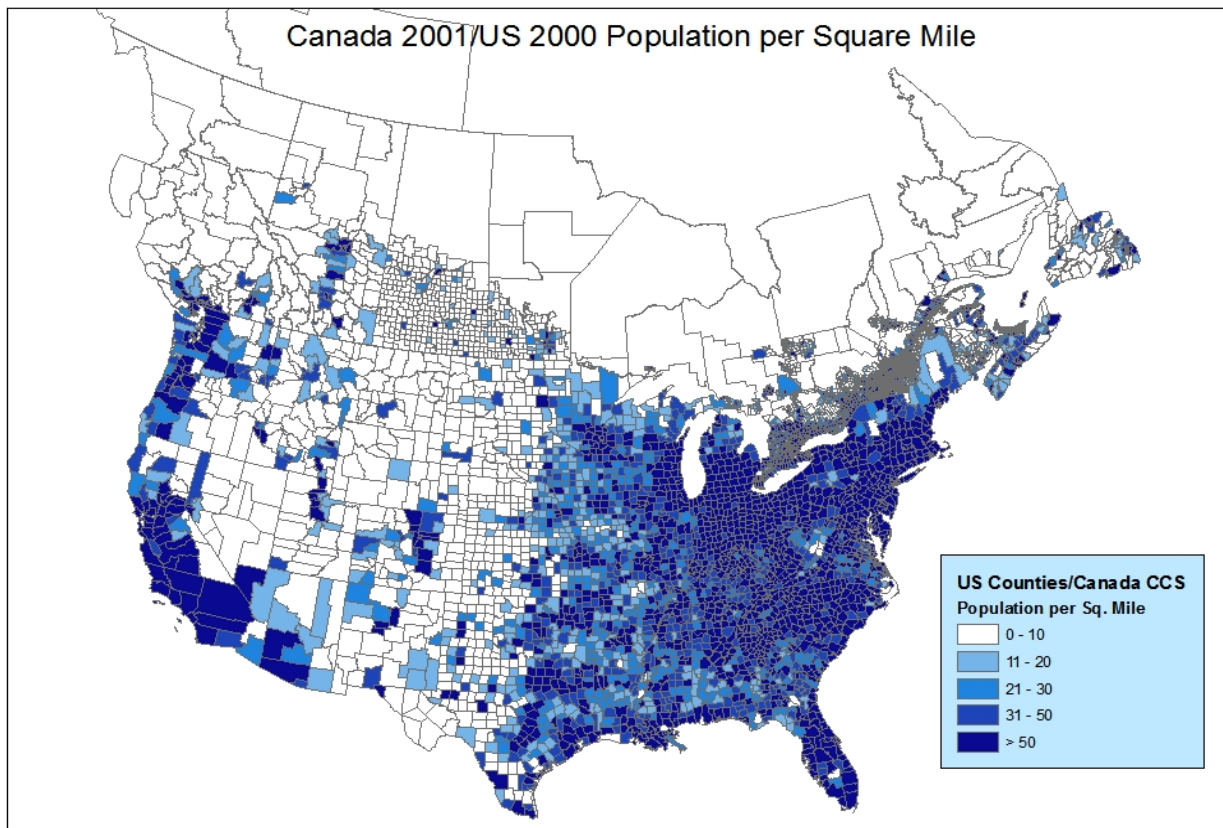 Canada 2001/US 2000 Population per Square Mile
US Counties/Canada CCS
Population per Sq. Mile
0 - 10
11 - 20
21 - 30
31 - 50
> 50